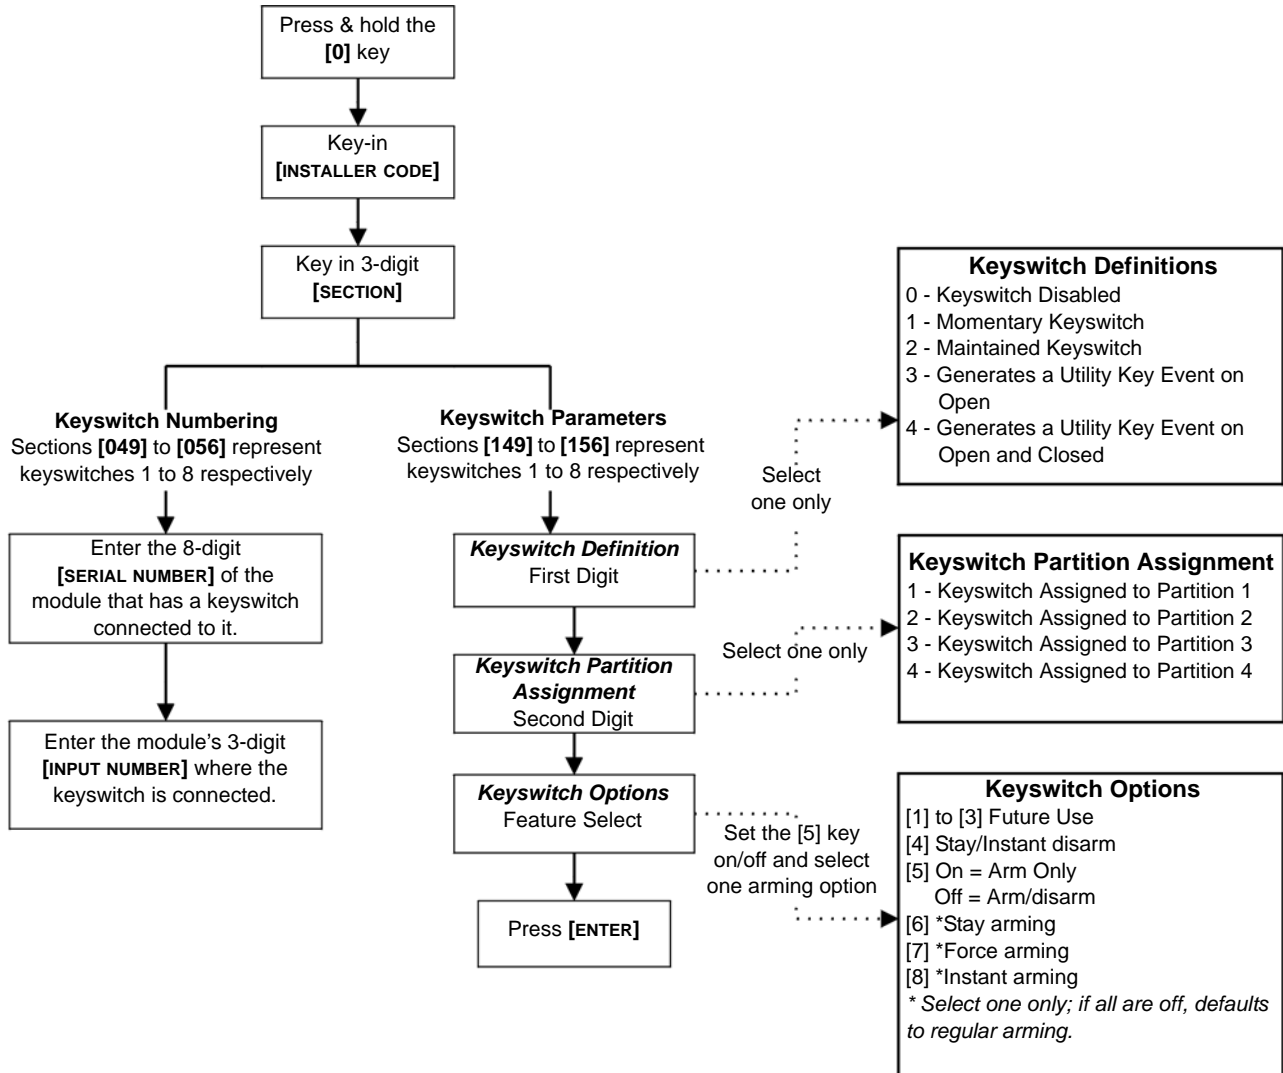 Press & hold the
[0] key
Key-in
[INSTALLER CODE]
Key in 3-digit
[SECTION]
Keyswitch Numbering
Sections [049] to [056] represent
keyswitches 1 to 8 respectively
Enter the 8-digit
[SERIAL NUMBER] of the
module that has a keyswitch
connected to it.
Enter the module’s 3-digit
[INPUT NUMBER] where the
keyswitch is connected.
Keyswitch Parameters
Sections [149] to [156] represent
keyswitches 1 to 8 respectively
Keyswitch Definition
First Digit
Select
one only
Keyswitch Definitions
0 - Keyswitch Disabled
1 - Momentary Keyswitch
2 - Maintained Keyswitch
3 - Generates a Utility Key Event on
Open
4 - Generates a Utility Key Event on
Open and Closed
Keyswitch Partition
Assignment
Second Digit
Select one only
Keyswitch Partition Assignment
1 - Keyswitch Assigned to Partition 1
2 - Keyswitch Assigned to Partition 2
3 - Keyswitch Assigned to Partition 3
4 - Keyswitch Assigned to Partition 4
Keyswitch Options
Feature Select
Set the [5] key
on/off and select
one arming option
Keyswitch Options
[1] to [3] Future Use
[4] Stay/Instant disarm
[5] On = Arm Only
Off = Arm/disarm
[6] *Stay arming
[7] *Force arming
[8] *Instant arming
* Select one only; if all are off, defaults
to regular arming.
Press [ENTER]